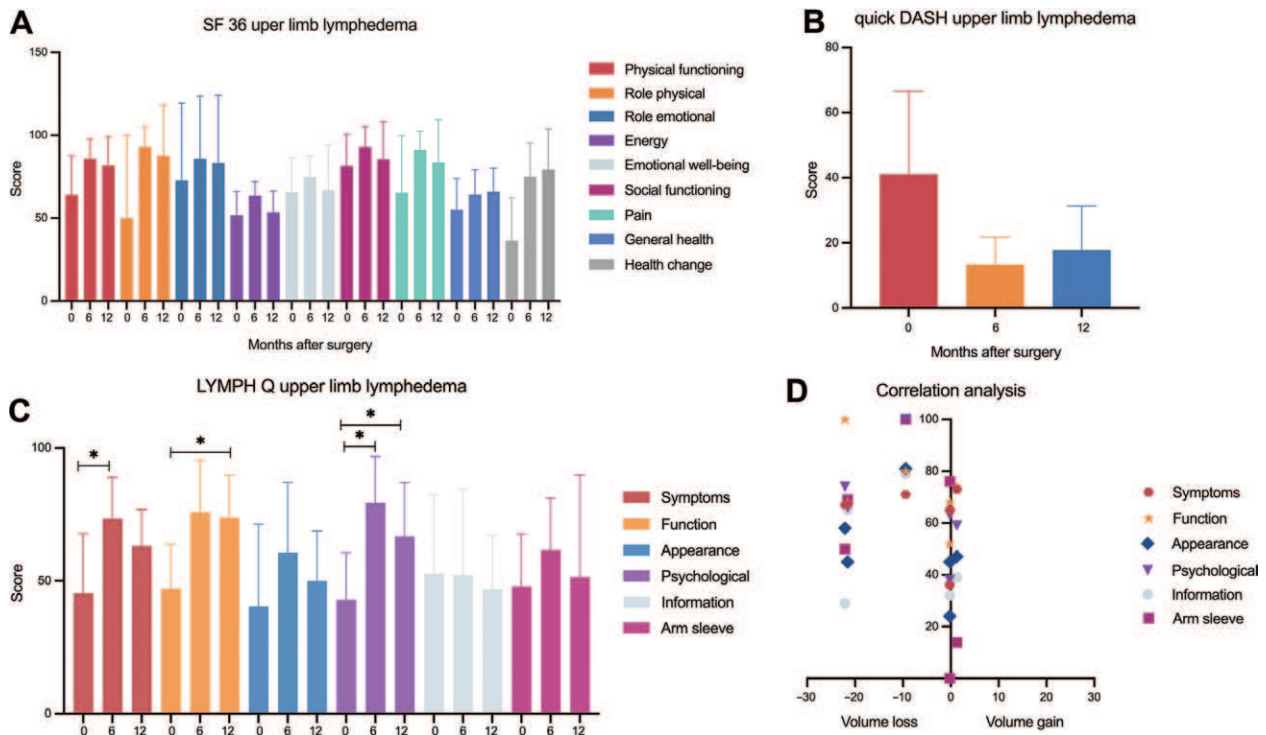 A
SF 36 uper limb lymphedema
150
100
50
0
Score
0 6 12 0 6 12 0 6 12 0 6 12 0 6 12 0 6 12 0 6 12 0 6 12 0 6 12
Months after surgery
Physical functioning
Role physical
Role emotional
Energy
Emotional well-being
Social functioning
Pain
General health
Health change
B
quick DASH upper limb lymphedema
80
60
40
20
0
Score
0 6 12
Months after surgery
C
LYMPH Q upper limb lymphedema
100
50
0
Score
* * * *
0 6 12 0 6 12 0 6 12 0 6 12 0 6 12 0 6 12
Symptoms
Function
Appearance
Psychological
Information
Arm sleeve
D
Correlation analysis
100
80
60
40
20
-30 -20 -10 0 10 20 30
Volume loss Volume gain
Symptoms
Function
Appearance
Psychological
Information
Arm sleeve